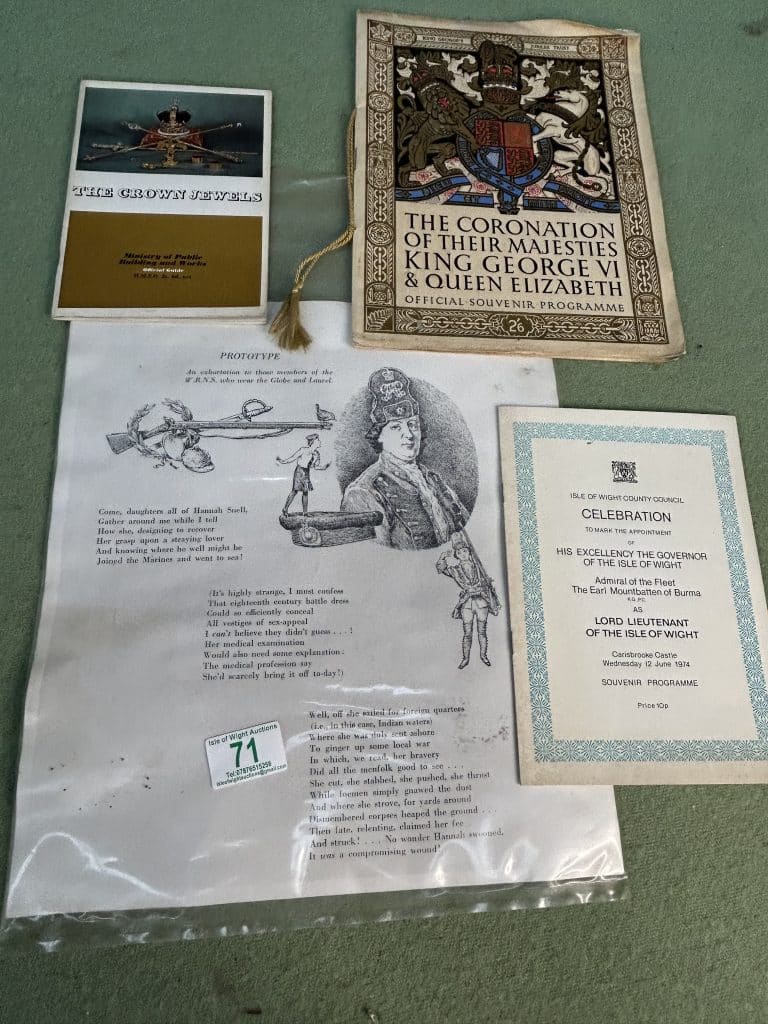 THE CROWN JEWELS
Ministry of Public
Building and Works
Official Guide
KING GEORGE'S JUBILEE TRUST
THE CORONATION
OF THEIR MAJESTIES
KING GEORGE VI
& QUEEN ELIZABETH
OFFICIAL·SOUVENIR PROGRAMME
PROTOTYPE
An exhortation to those members of the
W.R.N.S. who wear the Globe and Laurel.
Come, daughters all of Hannah Snell,
Gather around me while I tell
How she, designing to recover
Her grasp upon a straying lover
And knowing where he well might be
Joined the Marines and went to sea!
(It's highly strange, I must confess
That eighteenth century battle dress
Could so efficiently conceal
All vestiges of sex-appeal
I can't believe they didn't guess . . . !
Her medical examination
Would also need some explanation:
The medical profession say
She'd scarcely bring it off to-day!)
Well, off she sailed for foreign quarters
(i.e., in this case, Indian waters)
Where she was duly sent ashore
To ginger up some local war
In which, we read, her bravery
Did all the menfolk good to see . . .
She cut, she stabbed, she pushed, she thrust
While foemen simply gnawed the dust
And where she strove, for yards around
Dismembered corpses heaped the ground . . .
Then fate, relenting, claimed her fee
And struck! . . . No wonder Hannah swooned,
It was a compromising wound!
Isle of Wight Auctions
71
Tel:07876515259
isleofwightauctions@gmail.com
ISLE OF WIGHT COUNTY COUNCIL
CELEBRATION
TO MARK THE APPOINTMENT
OF
HIS EXCELLENCY THE GOVERNOR
OF THE ISLE OF WIGHT
Admiral of the Fleet
The Earl Mountbatten of Burma
K.G., P.C.
AS
LORD LIEUTENANT
OF THE ISLE OF WIGHT
Carisbrooke Castle
Wednesday 12 June 1974
SOUVENIR PROGRAMME
Price 10p